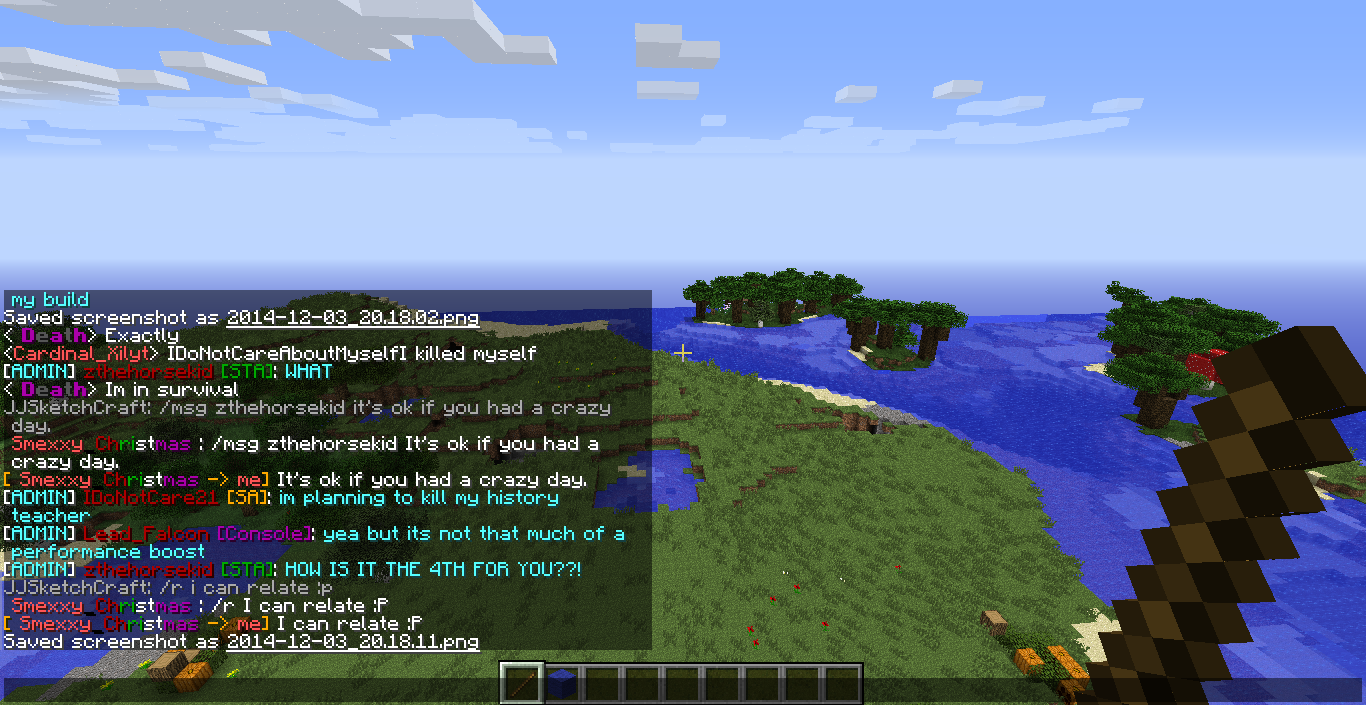 my build
Saved screenshot as 2014-12-03_20.18.02.png
< Death> Exactly
<Cardinal_Xilyt> IDoNotCareAboutMyselfI killed myself
[ADMIN] zthehorsekid [STA]: WHAT
< Death> Im in survival
JJSketchCraft: /msg zthehorsekid it's ok if you had a crazy
day.
Smexxy_Christmas : /msg zthehorsekid It's ok if you had a
crazy day.
[ Smexxy_Christmas -> me] It's ok if you had a crazy day.
[ADMIN] IDoNotCare21 [SA]: im planning to kill my history
teacher
[ADMIN] Lead_Falcon [Console]: yea but its not that much of a
performance boost
[ADMIN] zthehorsekid [STA]: HOW IS IT THE 4TH FOR YOU??!
JJSketchCraft: /r i can relate :p
Smexxy_Christmas : /r I can relate :P
[ Smexxy_Christmas -> me] I can relate :P
Saved screenshot as 2014-12-03_20.18.11.png